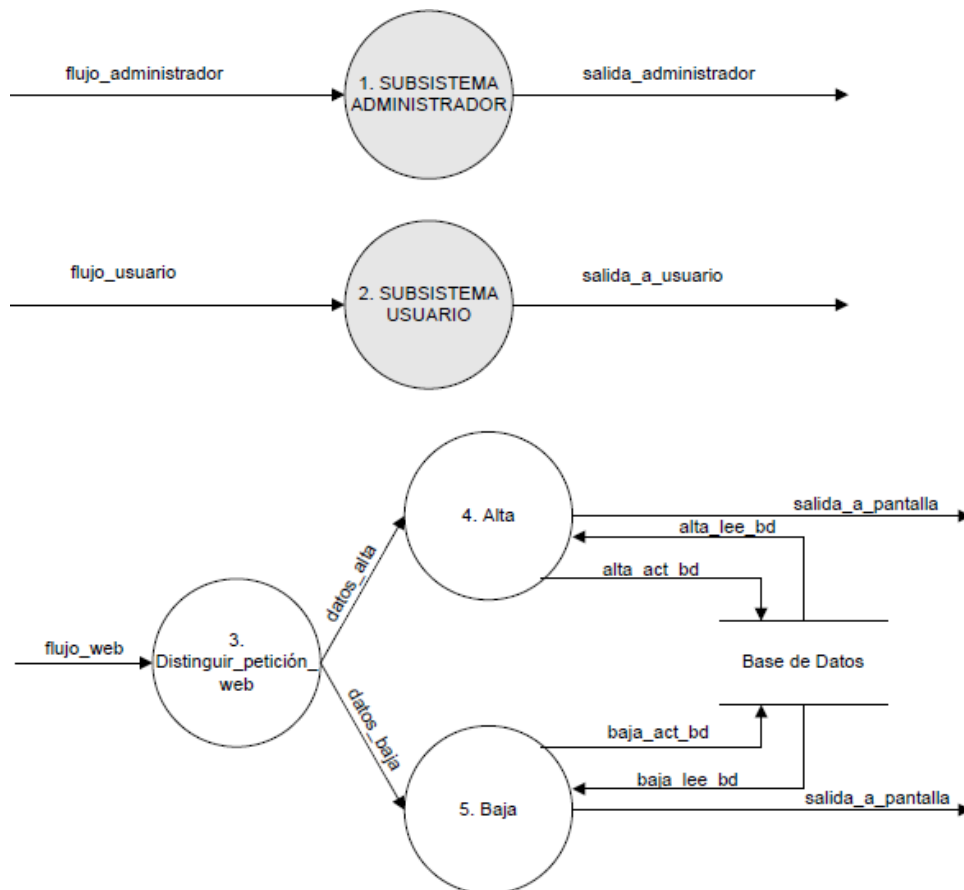 flujo_administrador
1. SUBSISTEMA
ADMINISTRADOR
salida_administrador
flujo_usuario
2. SUBSISTEMA
USUARIO
salida_a_usuario
4. Alta
salida_a_pantalla
alta_lee_bd
alta_act_bd
datos_alta
flujo_web
3.
Distinguir_petición_
web
Base de Datos
datos_baja
baja_act_bd
baja_lee_bd
5. Baja
salida_a_pantalla